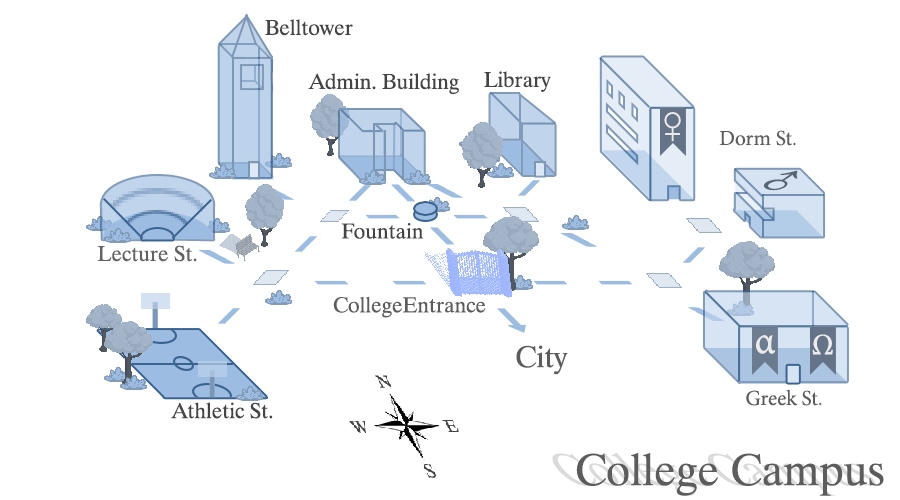 Belltower
Admin. Building
Library
Dorm St.
♀
♂
Lecture St.
Fountain
CollegeEntrance
City
α
Ω
Greek St.
Athletic St.
N
W
E
S
College Campus